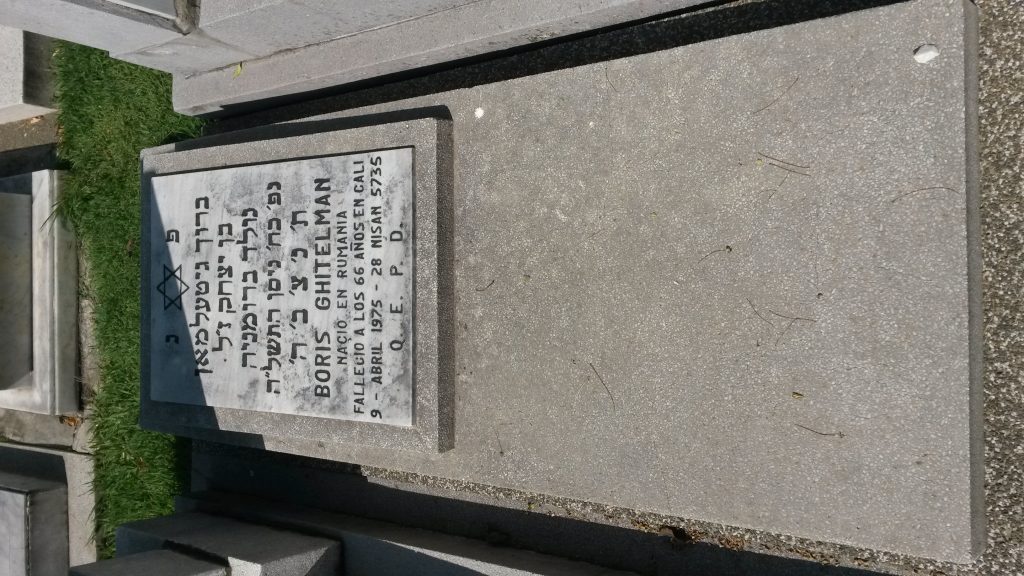 פ נ
ברוך גיטעלמאן
בן יצחק ז"ל
נולד ברומניה
נפ' כח' ניסן התשל"ה
ת' נ' צ' ב' ה'
BORIS GHITELMAN
NACIÓ EN RUMANIA
FALLECIO A LOS 66 AÑOS EN CALI
9 - ABRIL 1975 - 28 NISAN 5735
Q. E. P. D.